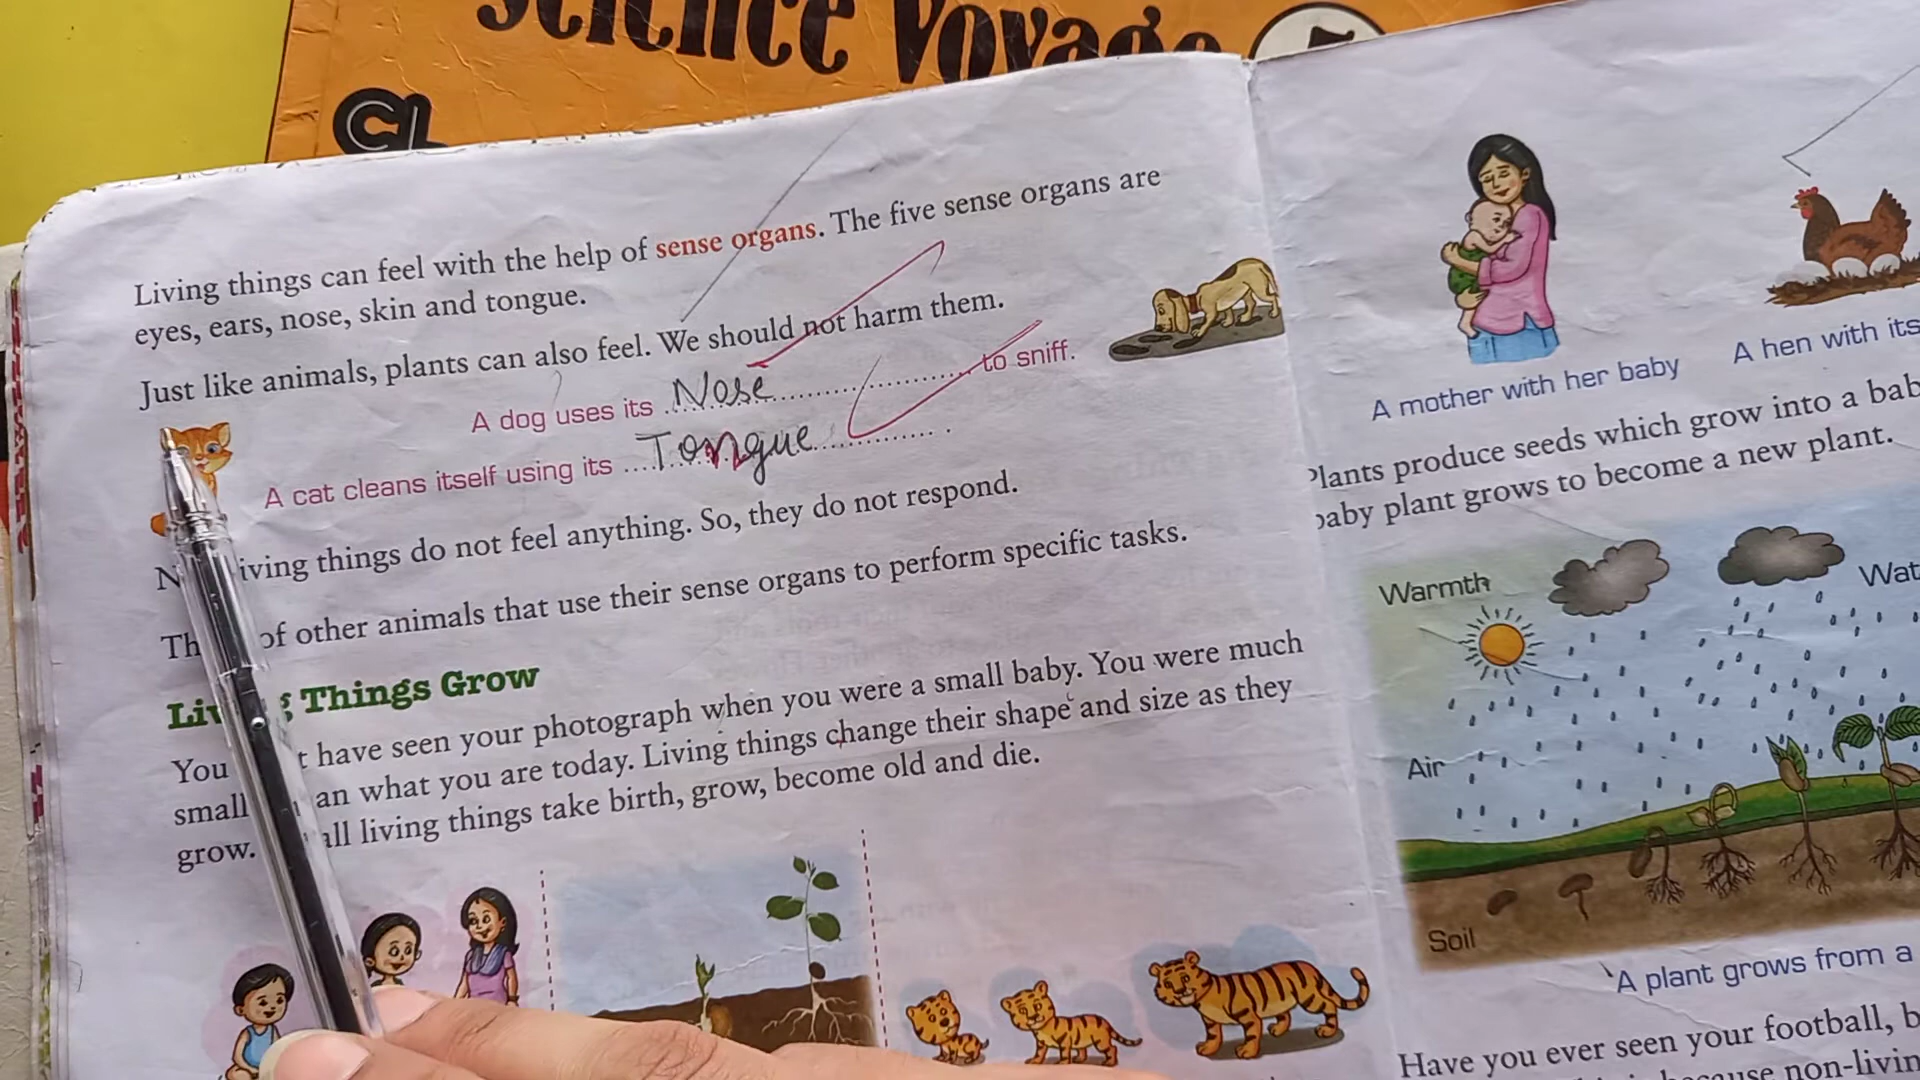 Science Voyage
CL
Living things can feel with the help of sense organs. The five sense organs are
eyes, ears, nose, skin and tongue.
Just like animals, plants can also feel. We should not harm them.
A dog uses its Nose to sniff.
A cat cleans itself using its Tongue.
things do not feel anything. So, they do not respond.
of other animals that use their sense organs to perform specific tasks.
Things Grow
You have seen your photograph when you were a small baby. You were much
small what you are today. Living things change their shape and size as they
grow. all living things take birth, grow, become old and die.
A mother with her baby
A hen with its
Plants produce seeds which grow into a
baby plant grows to become a new plant.
Warmth
Air
Soil
A plant grows from a
Have you ever seen your football,